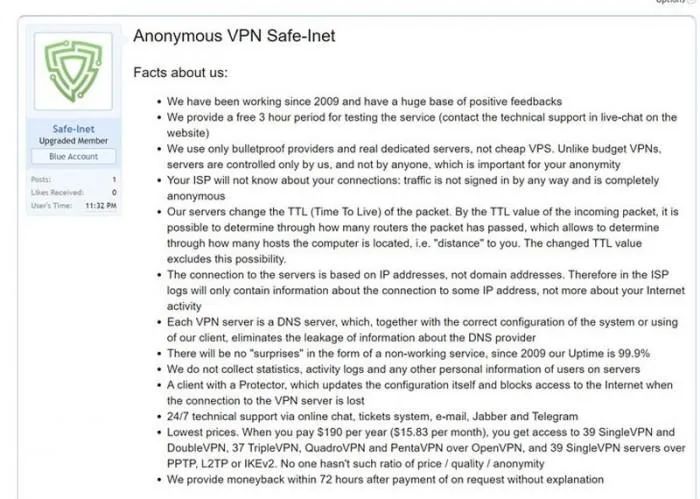 Options
Anonymous VPN Safe-Inet
Facts about us:
Safe-Inet
Upgraded Member
Blue Account
Posts: 1
Likes Received: 0
User's Time: 11:32 PM
• We have been working since 2009 and have a huge base of positive feedbacks
• We provide a free 3 hour period for testing the service (contact the technical support in live-chat on the
website)
• We use only bulletproof providers and real dedicated servers, not cheap VPS. Unlike budget VPNs,
servers are controlled only by us, and not by anyone, which is important for your anonymity
• Your ISP will not know about your connections: traffic is not signed in by any way and is completely
anonymous
• Our servers change the TTL (Time To Live) of the packet. By the TTL value of the incoming packet, it is
possible to determine through how many routers the packet has passed, which allows to determine
through how many hosts the computer is located, i.e. "distance" to you. The changed TTL value
excludes this possibility.
• The connection to the servers is based on IP addresses, not domain addresses. Therefore in the ISP
logs will only contain information about the connection to some IP address, not more about your Internet
activity
• Each VPN server is a DNS server, which, together with the correct configuration of the system or using
of our client, eliminates the leakage of information about the DNS provider
• There will be no "surprises" in the form of a non-working service, since 2009 our Uptime is 99.9%
• We do not collect statistics, activity logs and any other personal information of users on servers
• A client with a Protector, which updates the configuration itself and blocks access to the Internet when
the connection to the VPN server is lost
• 24/7 technical support via online chat, tickets system, e-mail, Jabber and Telegram
• Lowest prices. When you pay $190 per year ($15.83 per month), you get access to 39 SingleVPN and
DoubleVPN, 37 TripleVPN, QuadroVPN and PentaVPN over OpenVPN, and 39 SingleVPN servers over
PPTP, L2TP or IKEv2. No one hasn't such ratio of price / quality / anonymity
• We provide moneyback within 72 hours after payment of on request without explanation